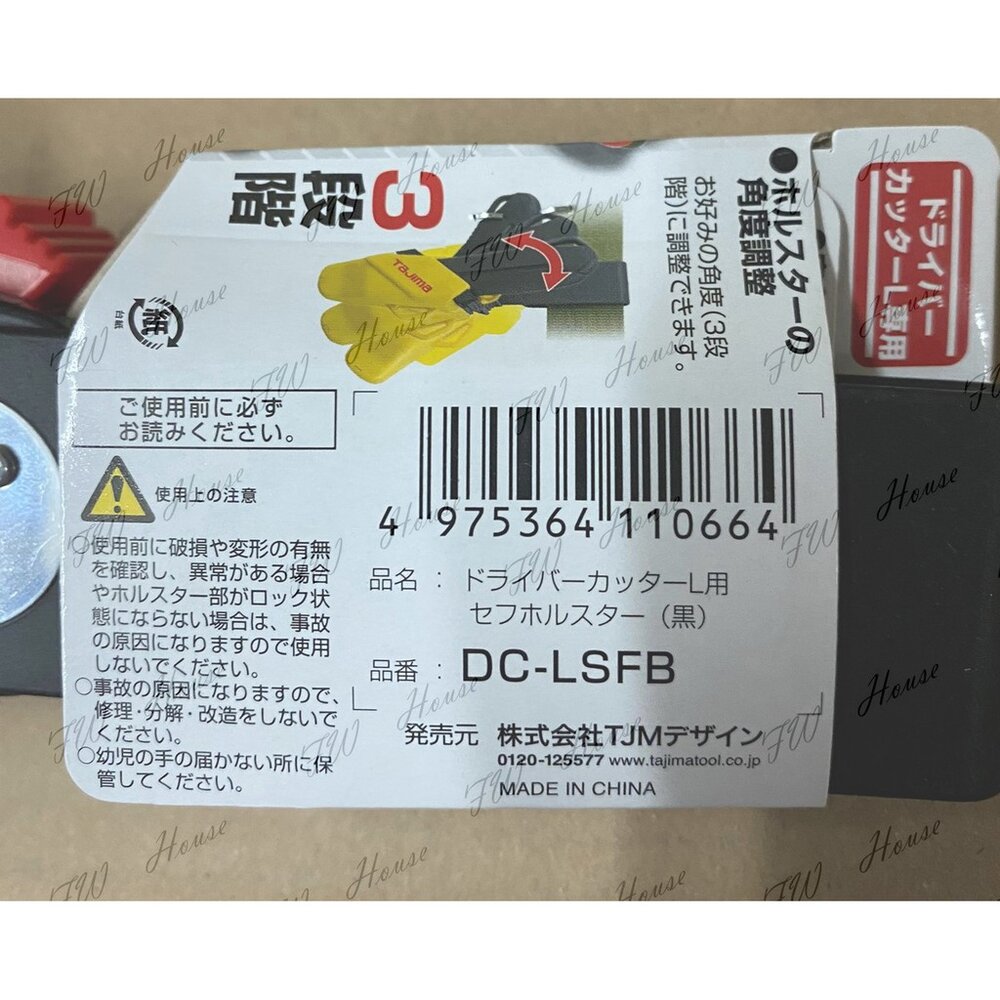 ドライバー
カッターL専用
●ホルスターの
角度調整
お好みの角度(3段
階)に調整できます。
3段階
TAJIMA
紙
台紙
ご使用前に必ず
お読みください。
使用上の注意
○使用前に破損や変形の有無
を確認し、異常がある場合
やホルスター部がロック状
態にならない場合は、事故
の原因になりますので使用
しないでください。
○事故の原因になりますので、
修理・分解・改造をしないで
ください。
○幼児の手の届かない所に保
管してください。
4 975364 110664
品名 : ドライバーカッターL用
セフホルスター（黒）
品番 : DC-LSFB
発売元 株式会社TJMデザイン
0120-125577 www.tajimatool.co.jp
MADE IN CHINA
FW House